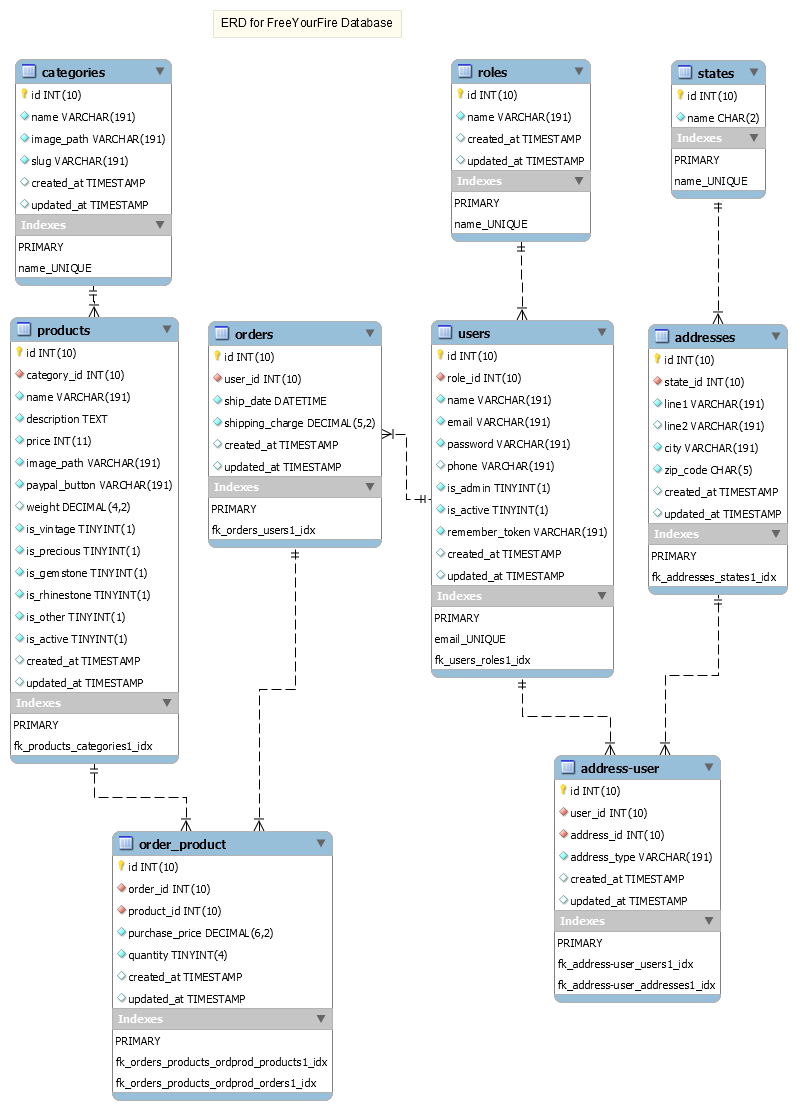 ERD for FreeYourFire Database
categories
id INT(10)
name VARCHAR(191)
image_path VARCHAR(191)
slug VARCHAR(191)
created_at TIMESTAMP
updated_at TIMESTAMP
Indexes
PRIMARY
name_UNIQUE
roles
id INT(10)
name VARCHAR(191)
created_at TIMESTAMP
updated_at TIMESTAMP
Indexes
PRIMARY
name_UNIQUE
states
id INT(10)
name CHAR(2)
Indexes
PRIMARY
name_UNIQUE
products
id INT(10)
category_id INT(10)
name VARCHAR(191)
description TEXT
price INT(11)
image_path VARCHAR(191)
paypal_button VARCHAR(191)
weight DECIMAL(4,2)
is_vintage TINYINT(1)
is_precious TINYINT(1)
is_gemstone TINYINT(1)
is_rhinestone TINYINT(1)
is_other TINYINT(1)
is_active TINYINT(1)
created_at TIMESTAMP
updated_at TIMESTAMP
Indexes
PRIMARY
fk_products_categories1_idx
orders
id INT(10)
user_id INT(10)
ship_date DATETIME
shipping_charge DECIMAL(5,2)
created_at TIMESTAMP
updated_at TIMESTAMP
Indexes
PRIMARY
fk_orders_users1_idx
users
id INT(10)
role_id INT(10)
name VARCHAR(191)
email VARCHAR(191)
password VARCHAR(191)
phone VARCHAR(191)
is_admin TINYINT(1)
is_active TINYINT(1)
remember_token VARCHAR(191)
created_at TIMESTAMP
updated_at TIMESTAMP
Indexes
PRIMARY
email_UNIQUE
fk_users_roles1_idx
addresses
id INT(10)
state_id INT(10)
line1 VARCHAR(191)
line2 VARCHAR(191)
city VARCHAR(191)
zip_code CHAR(5)
created_at TIMESTAMP
updated_at TIMESTAMP
Indexes
PRIMARY
fk_addresses_states1_idx
order_product
id INT(10)
order_id INT(10)
product_id INT(10)
purchase_price DECIMAL(6,2)
quantity TINYINT(4)
created_at TIMESTAMP
updated_at TIMESTAMP
Indexes
PRIMARY
fk_orders_products_ordprod_products1_idx
fk_orders_products_ordprod_orders1_idx
address-user
id INT(10)
user_id INT(10)
address_id INT(10)
address_type VARCHAR(191)
created_at TIMESTAMP
updated_at TIMESTAMP
Indexes
PRIMARY
fk_address-user_users1_idx
fk_address-user_addresses1_idx